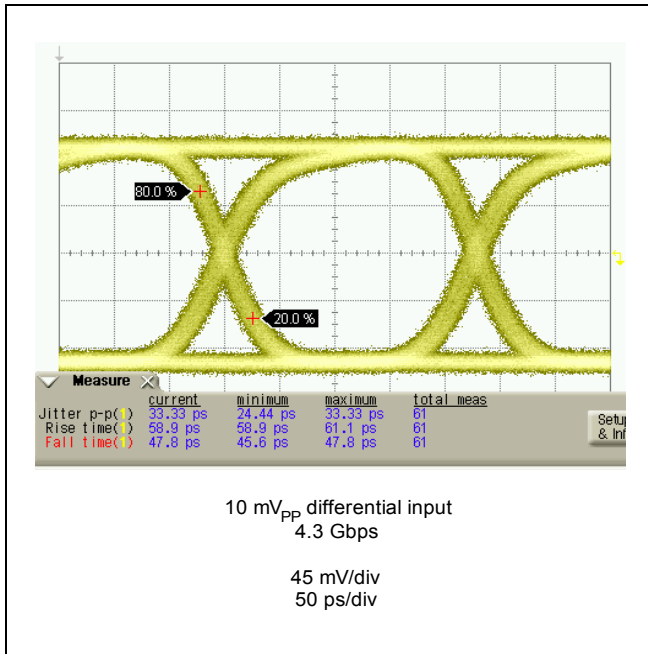 80.0 %
20.0 %
Measure
current minimum maximum total meas
Jitter p-p(1) 33.33 ps 24.44 ps 33.33 ps 61
Rise time(1) 58.9 ps 58.9 ps 61.1 ps 61
Fall time(1) 47.8 ps 45.6 ps 47.8 ps 61
Setup
& Inf
10 mVPP differential input
4.3 Gbps
45 mV/div
50 ps/div